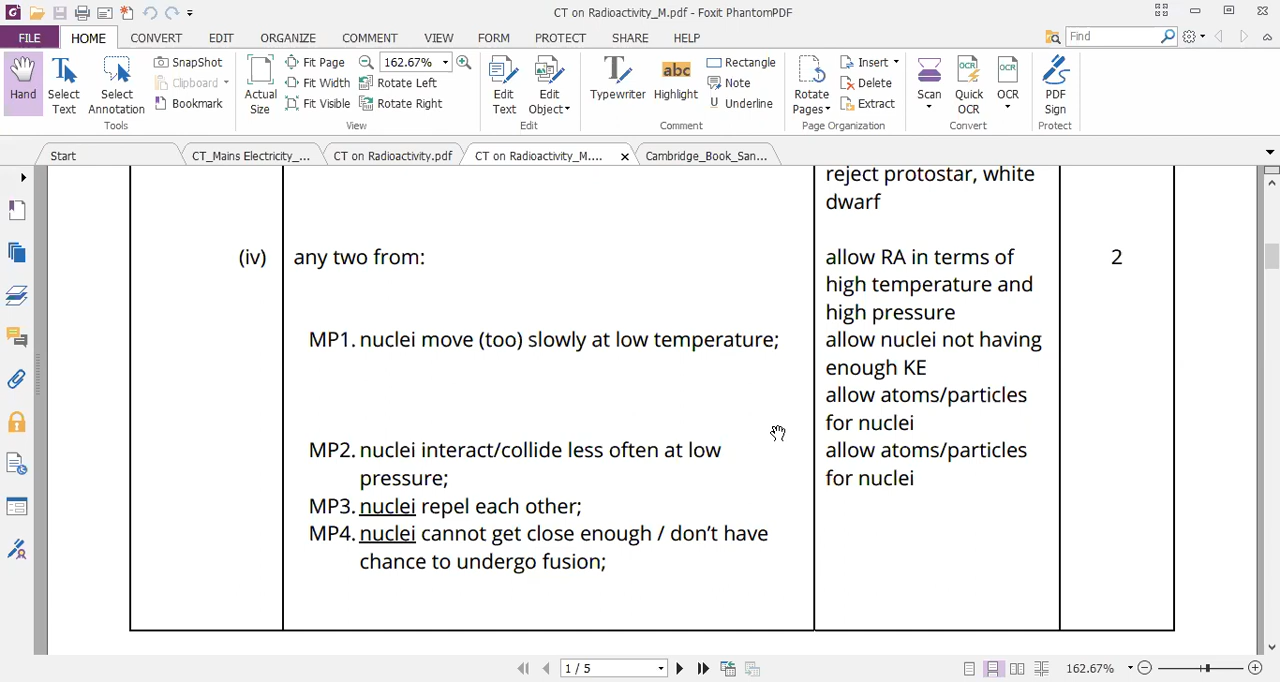 CT on Radioactivity_M.pdf - Foxit PhantomPDF
FILE HOME CONVERT EDIT ORGANIZE COMMENT VIEW FORM PROTECT SHARE HELP Find
SnapShot Fit Page 162.67% Rectangle Insert
Clipboard Fit Width Rotate Left Note Delete
Bookmark Fit Visible Rotate Right Underline Extract
Hand Select Text Select Annotation Actual Size Edit Text Edit Object Typewriter Highlight Rotate Pages Scan Quick OCR OCR PDF Sign
Tools View Edit Comment Page Organization Convert Protect
Start CT_Mains Electricity_... CT on Radioactivity.pdf CT on Radioactivity_M.... Cambridge_Book_San...
reject protostar, white
dwarf
(iv) any two from: allow RA in terms of 2
high temperature and
high pressure
MP1. nuclei move (too) slowly at low temperature; allow nuclei not having
enough KE
allow atoms/particles
for nuclei
MP2. nuclei interact/collide less often at low allow atoms/particles
pressure; for nuclei
MP3. nuclei repel each other;
MP4. nuclei cannot get close enough / don't have
chance to undergo fusion;
1 / 5 162.67%